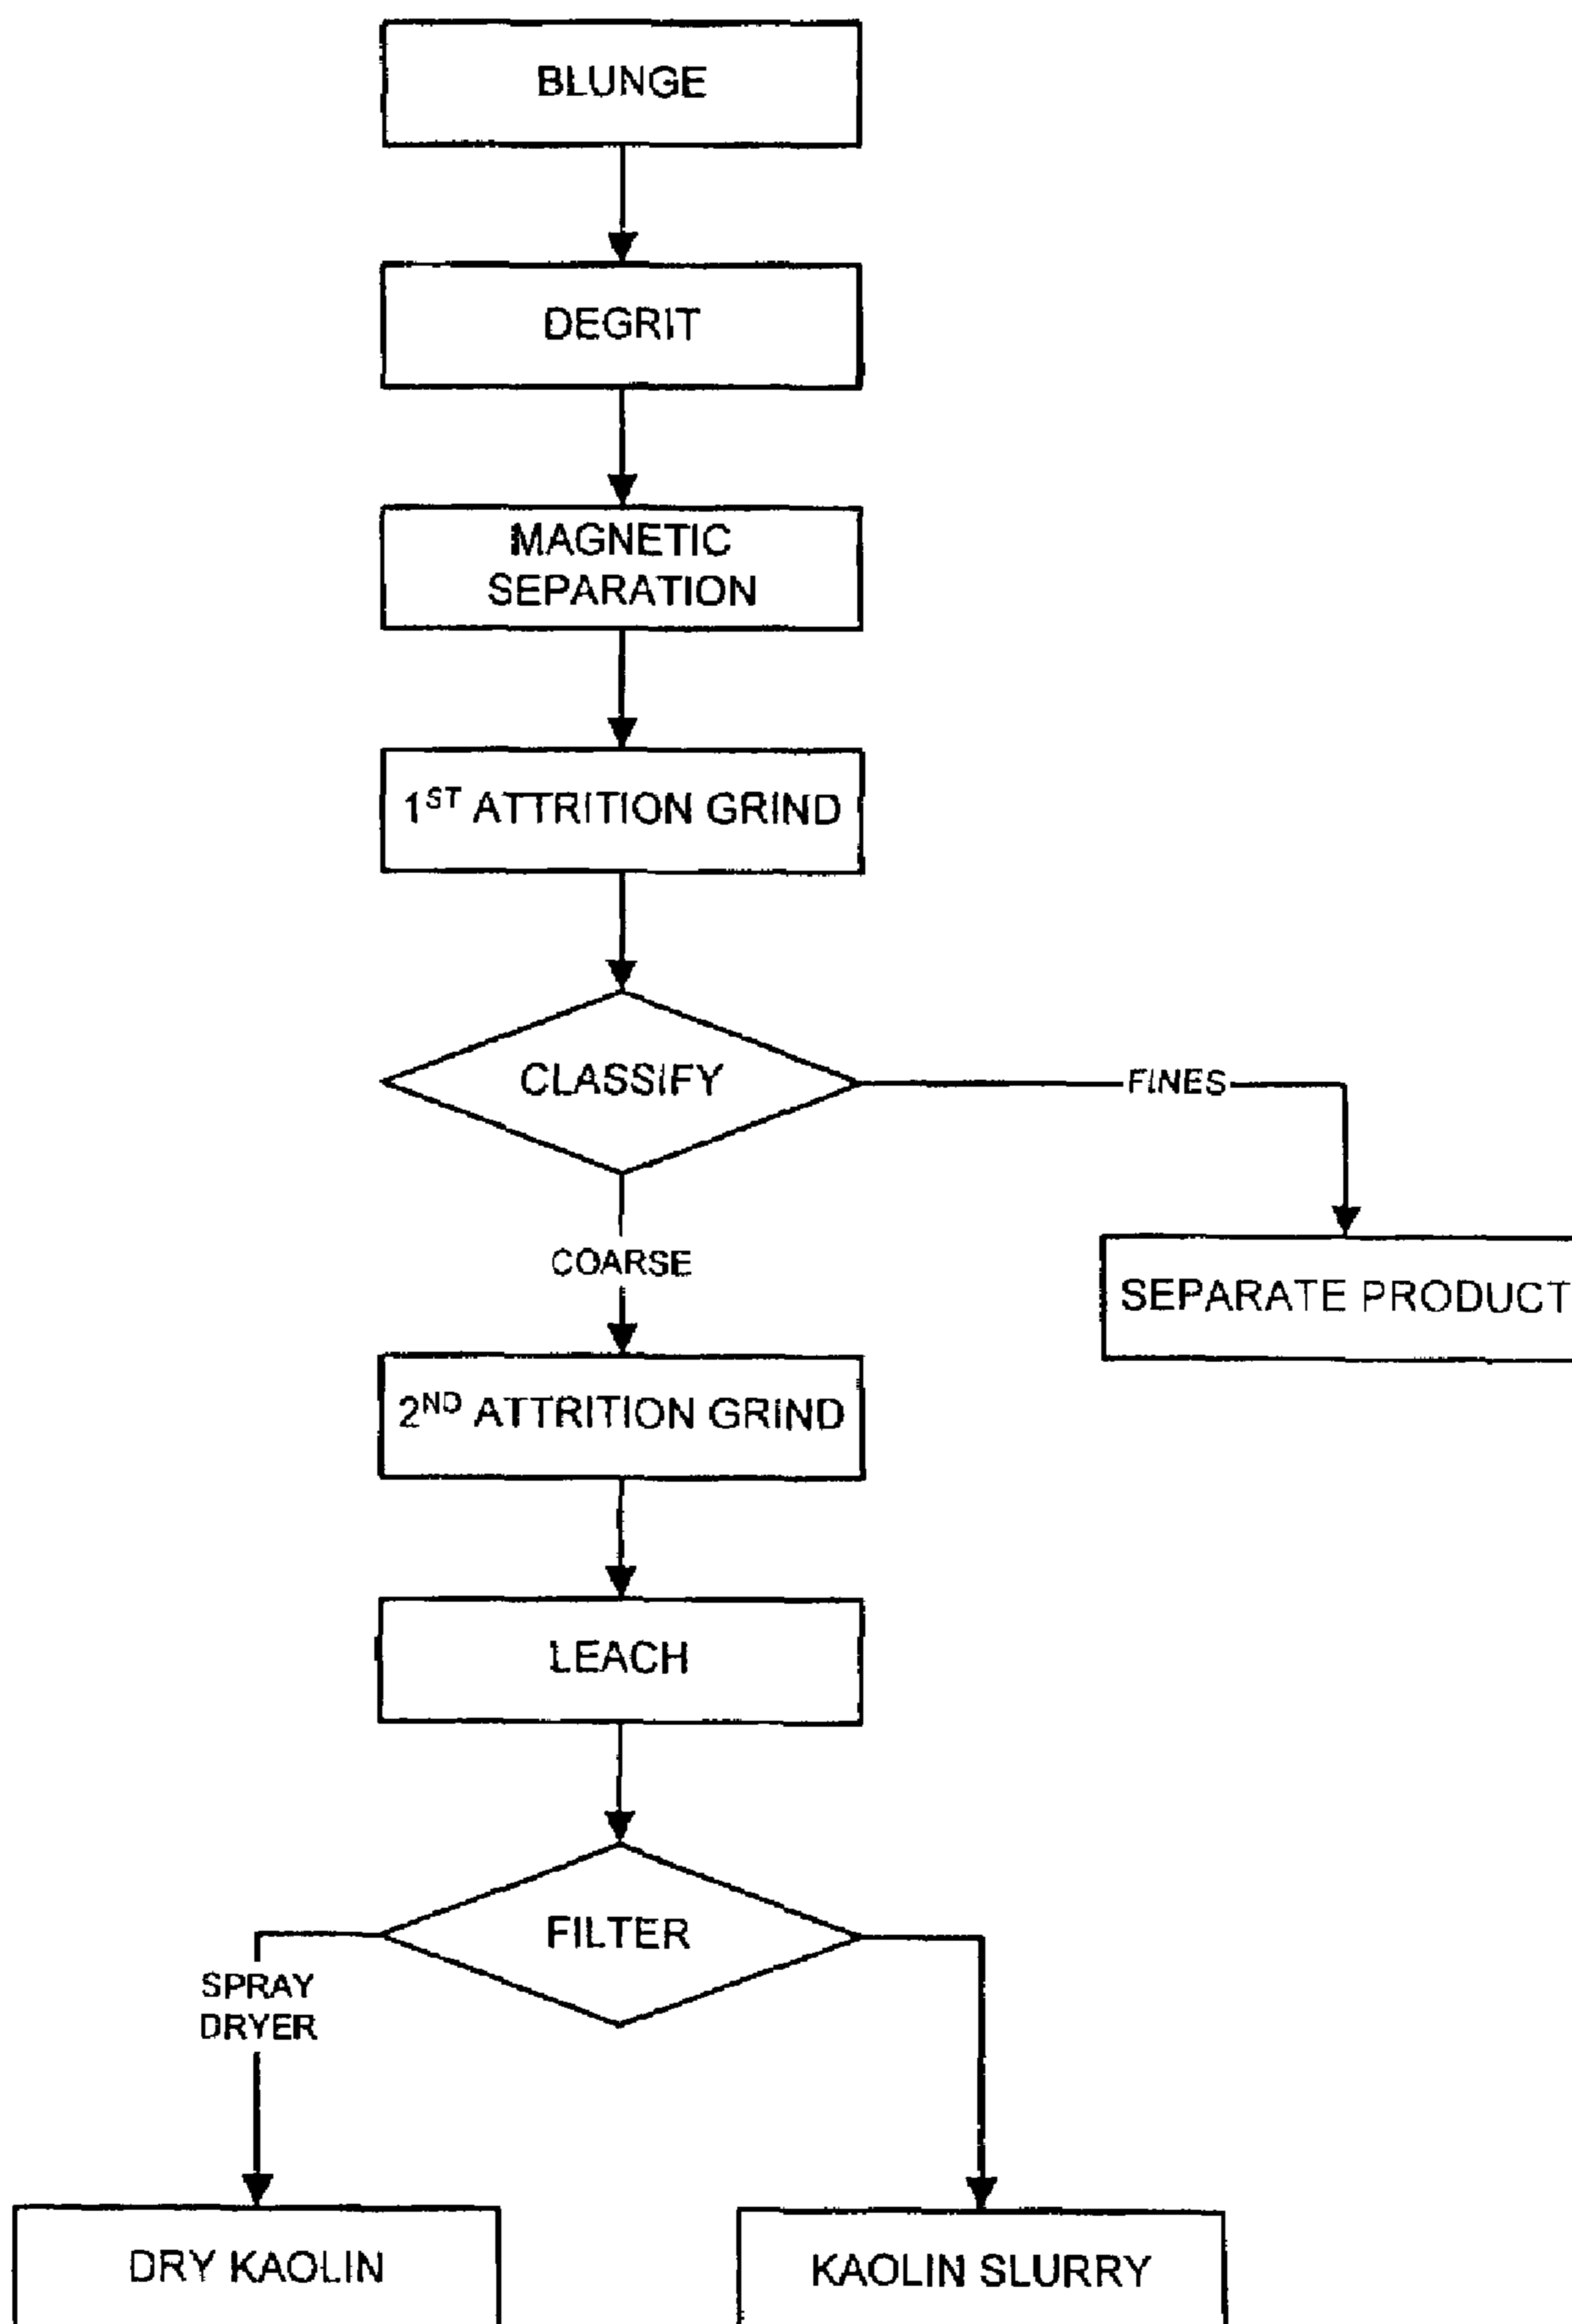 BLUNGE
DEGRIT
MAGNETIC
SEPARATION
1ST ATTRITION GRIND
CLASSIFY
FINES
COARSE
SEPARATE PRODUCT
2ND ATTRITION GRIND
LEACH
FILTER
SPRAY
DRYER
DRY KAOLIN
KAOLIN SLURRY